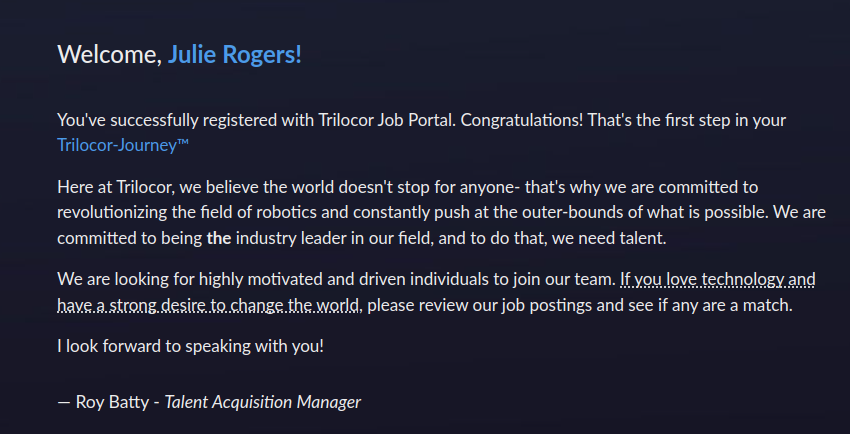 Welcome, Julie Rogers!
You've successfully registered with Trilocor Job Portal. Congratulations! That's the first step in your
Trilocor-Journey™
Here at Trilocor, we believe the world doesn't stop for anyone- that's why we are committed to
revolutionizing the field of robotics and constantly push at the outer-bounds of what is possible. We are
committed to being the industry leader in our field, and to do that, we need talent.
We are looking for highly motivated and driven individuals to join our team. If you love technology and
have a strong desire to change the world, please review our job postings and see if any are a match.
I look forward to speaking with you!
— Roy Batty - Talent Acquisition Manager